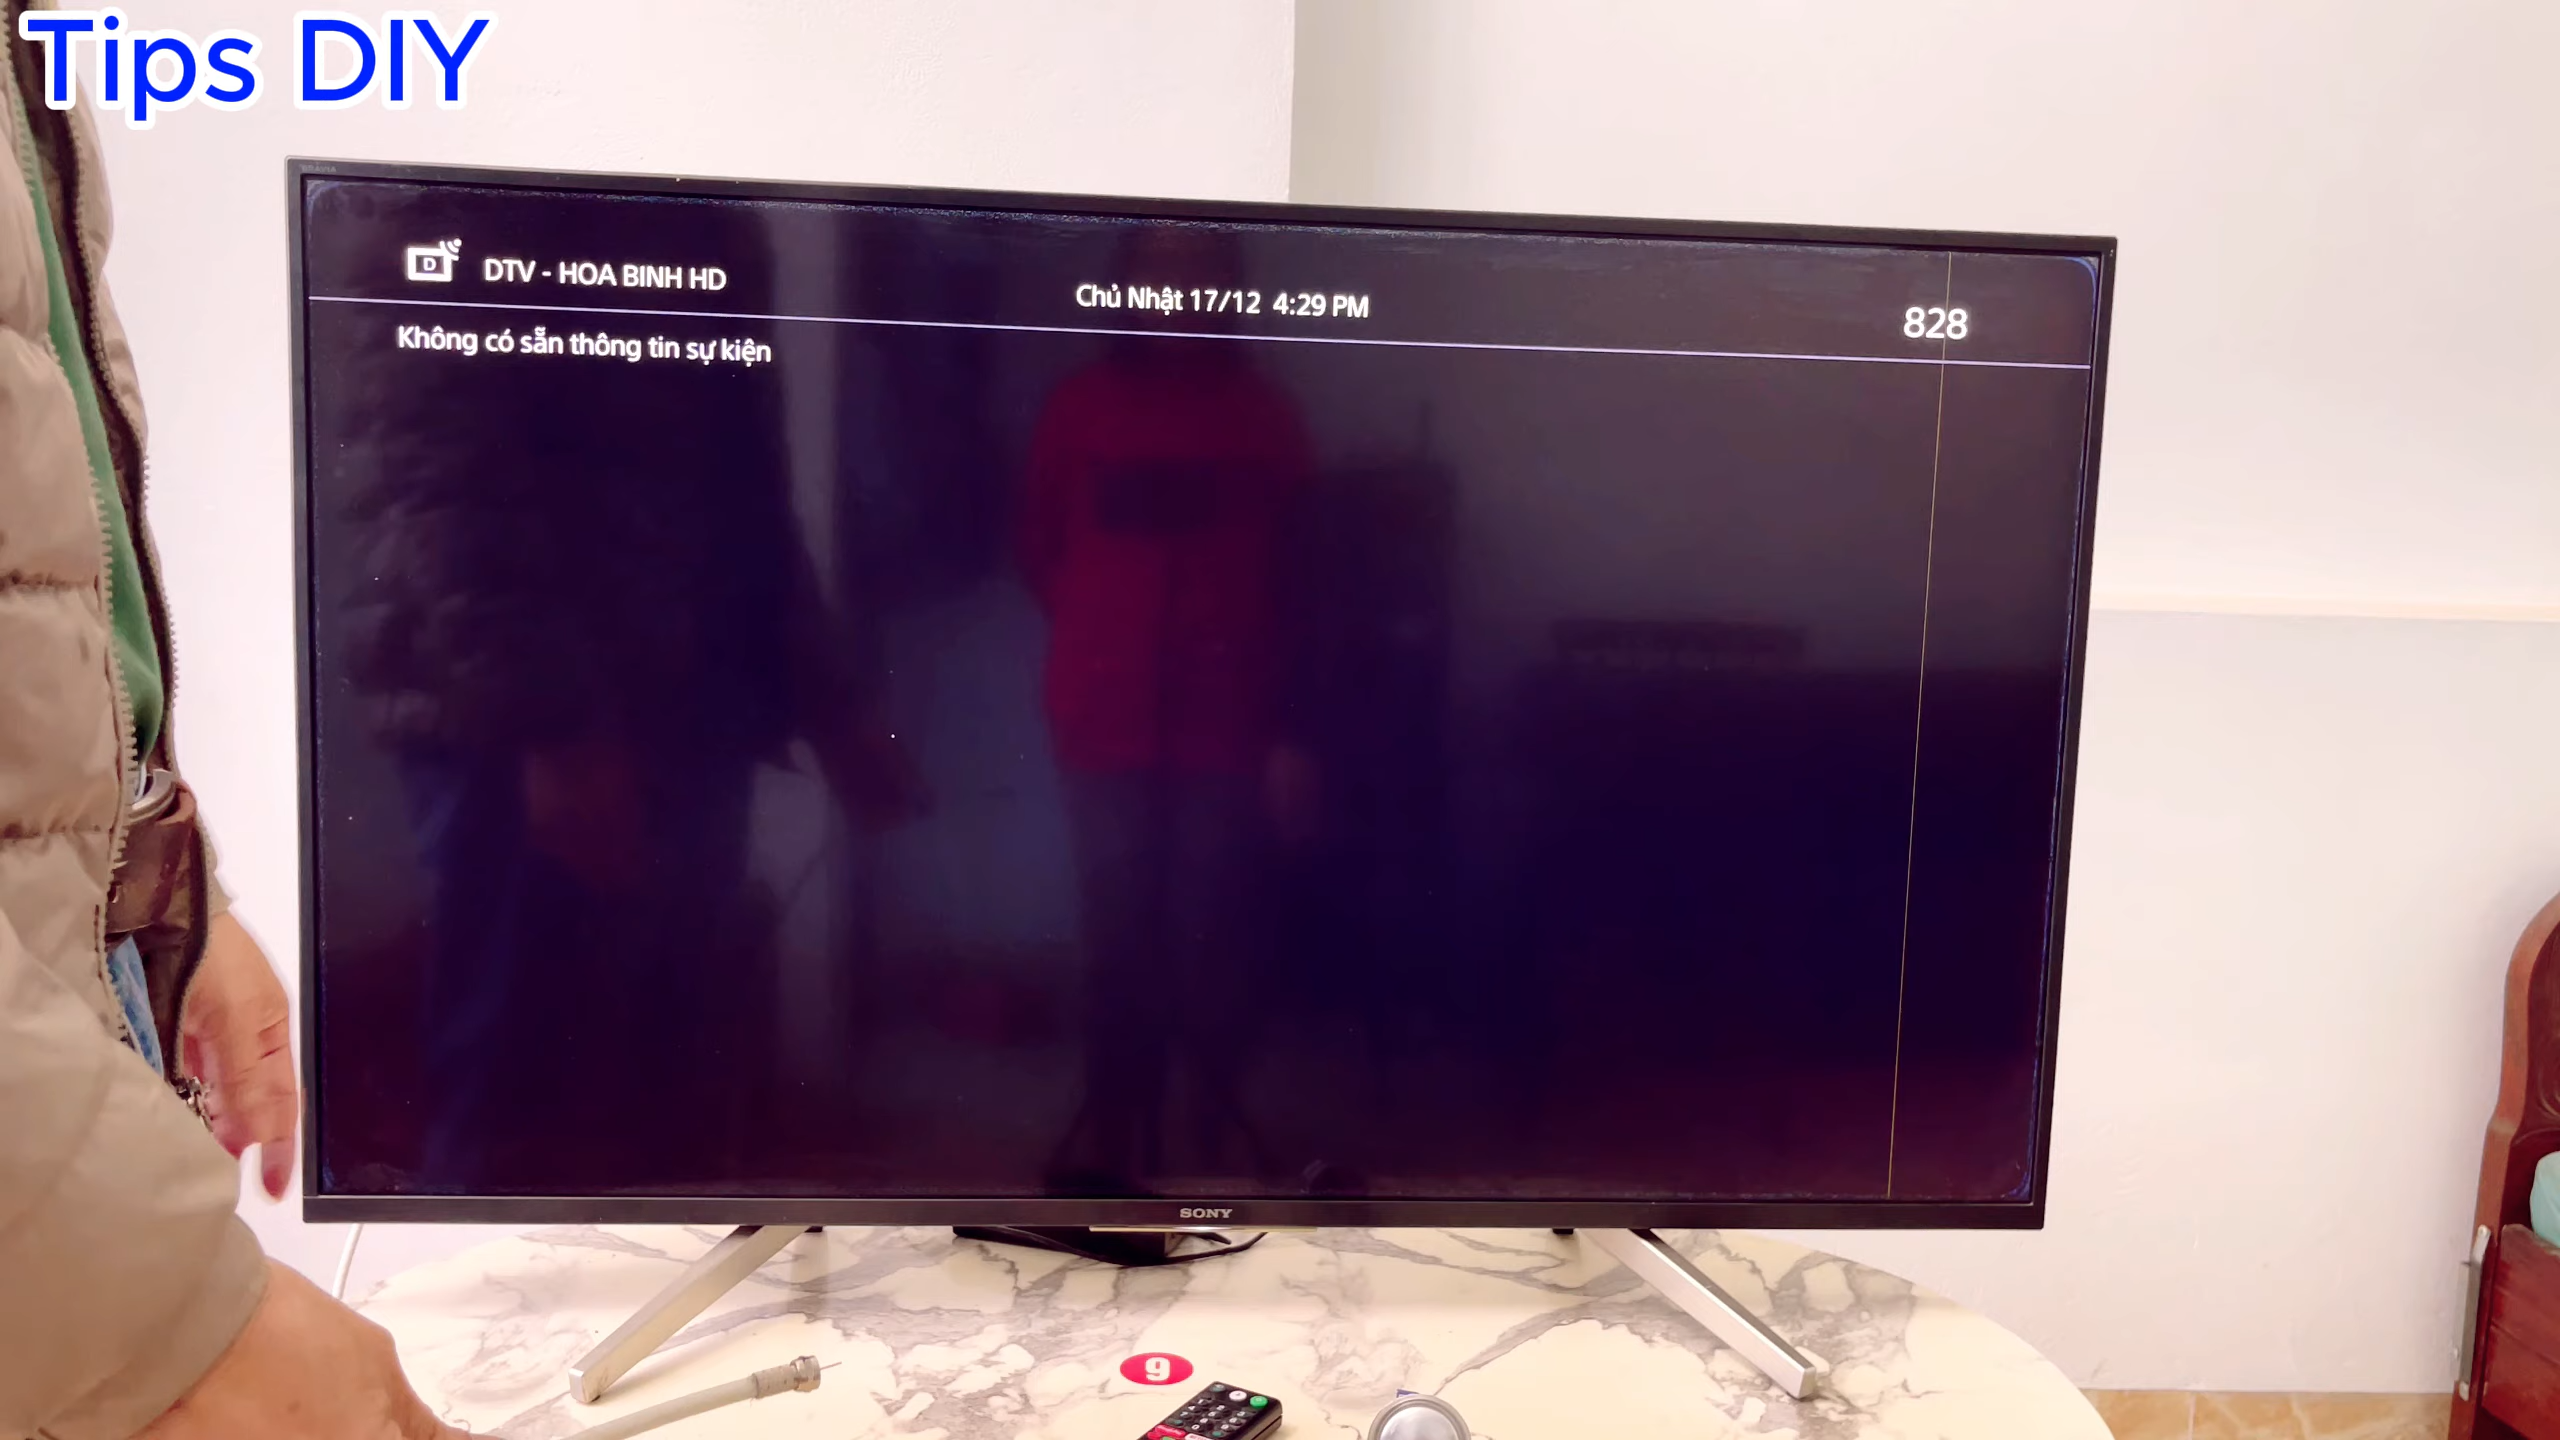 Tips DIY
BRAVIA
DTV - HOA BINH HD
Chủ Nhật 17/12 4:29 PM
828
Không có sẵn thông tin sự kiện
SONY
9